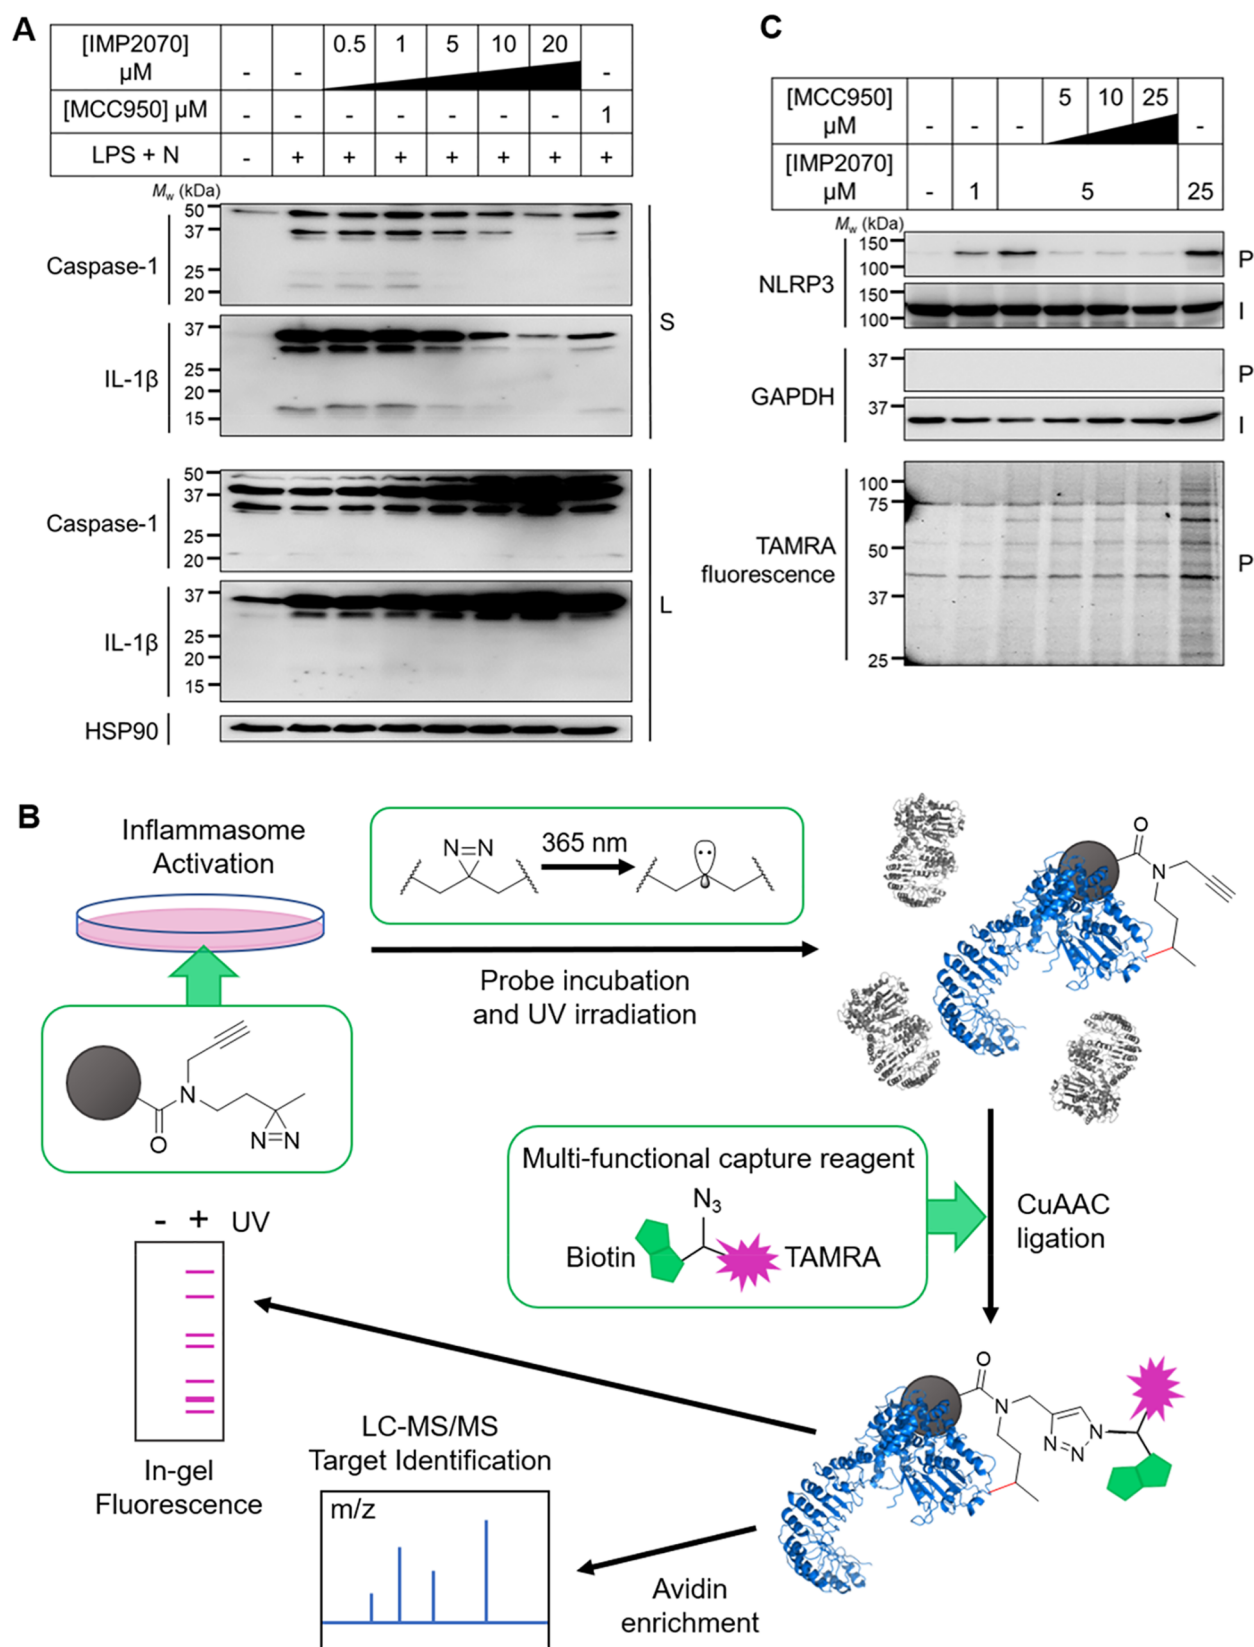 A
[IMP2070] µM - - 0.5 1 5 10 20 -
[MCC950] µM - - - - - - - 1
LPS + N - + + + + + + +
Mw (kDa)
Caspase-1
50
37
25
20
IL-1β
37
25
20
15
S
Caspase-1
50
37
25
20
IL-1β
37
25
20
15
HSP90
L
C
[MCC950] µM - - - 5 10 25 -
[IMP2070] µM - 1 5 25
Mw (kDa)
NLRP3
150
100
P
150
100
I
GAPDH
37
P
37
I
TAMRA
fluorescence
100
75
50
37
25
P
B
Inflammasome
Activation
N=N
365 nm
Probe incubation
and UV irradiation
N
O
N=N
O
N
Multi-functional capture reagent
N3
Biotin
TAMRA
CuAAC
ligation
- + UV
In-gel
Fluorescence
LC-MS/MS
Target Identification
m/z
Avidin
enrichment
O
N
N
N=N